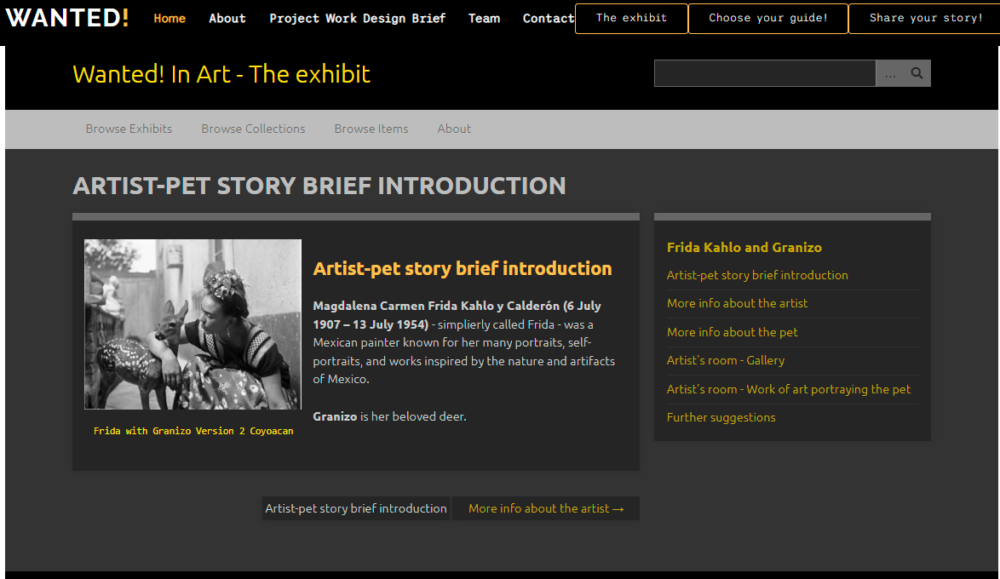 WANTED! Home About Project Work Design Brief Team Contact The exhibit Choose your guide! Share your story!
Wanted! In Art - The exhibit
...
Browse Exhibits Browse Collections Browse Items About
ARTIST-PET STORY BRIEF INTRODUCTION
Artist-pet story brief introduction
Magdalena Carmen Frida Kahlo y Calderón (6 July
1907 – 13 July 1954) - simplierly called Frida - was a
Mexican painter known for her many portraits, self-
portraits, and works inspired by the nature and artifacts
of Mexico.
Granizo is her beloved deer.
Frida with Granizo Version 2 Coyoacan
Frida Kahlo and Granizo
Artist-pet story brief introduction
More info about the artist
More info about the pet
Artist's room - Gallery
Artist's room - Work of art portraying the pet
Further suggestions
Artist-pet story brief introduction More info about the artist →